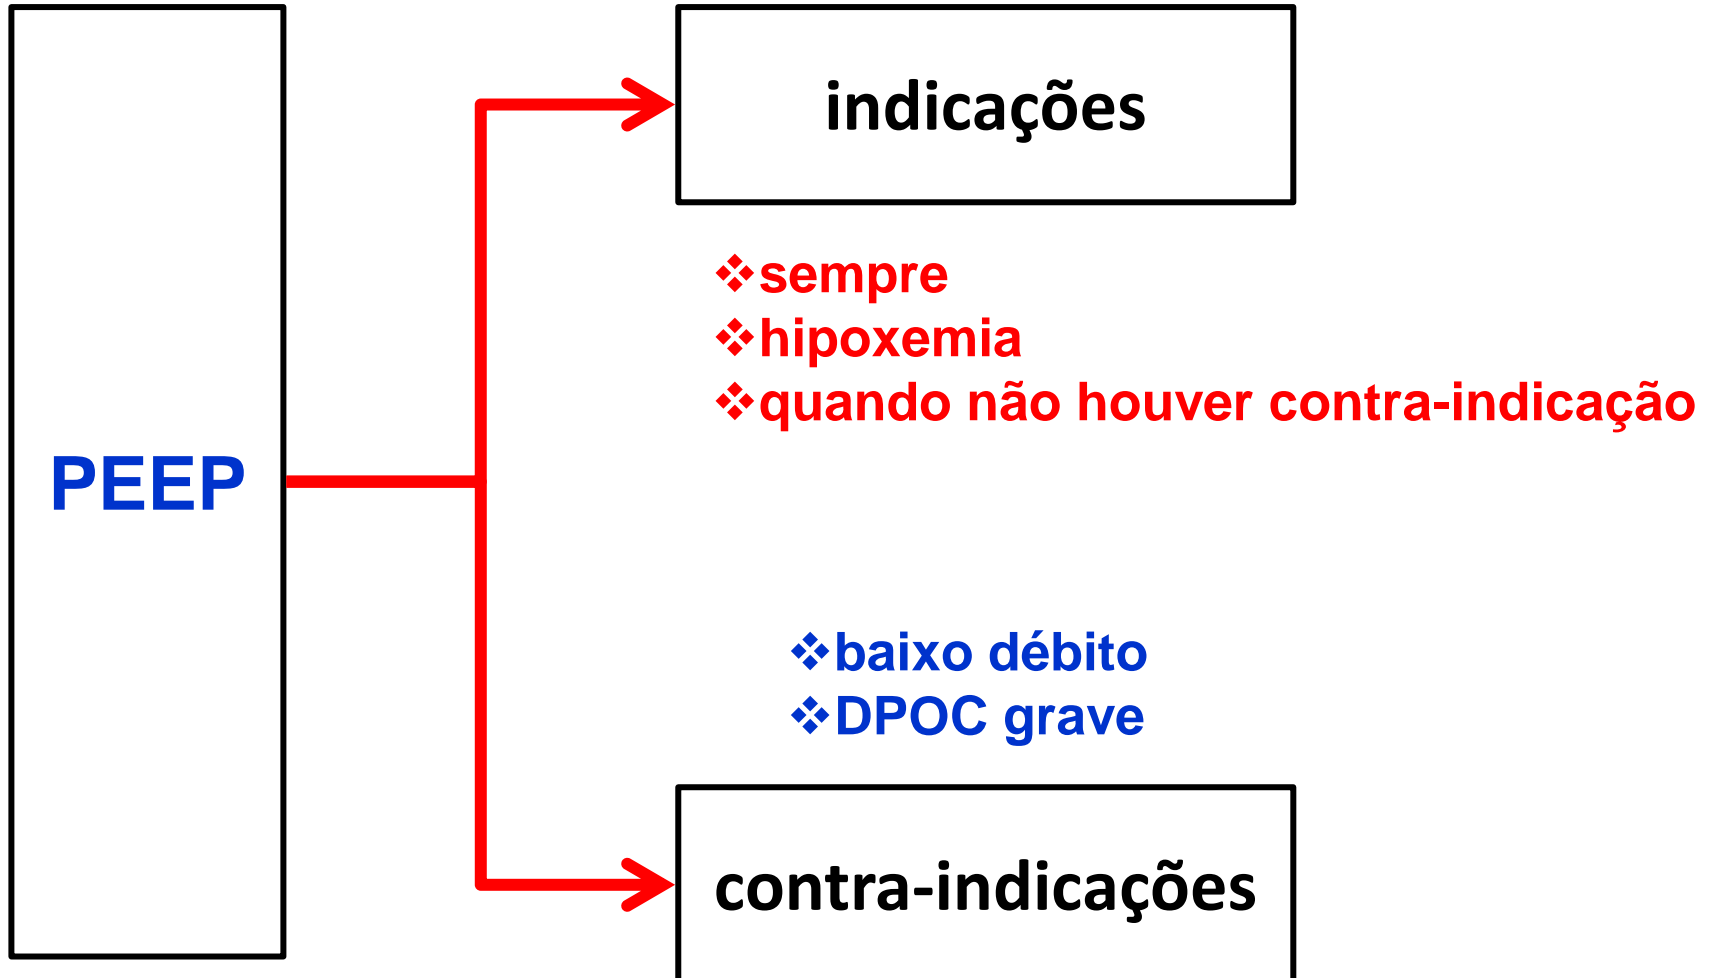 PEEP
indicações
❖sempre
❖hipoxemia
❖quando não houver contra-indicação
❖baixo débito
❖DPOC grave
contra-indicações